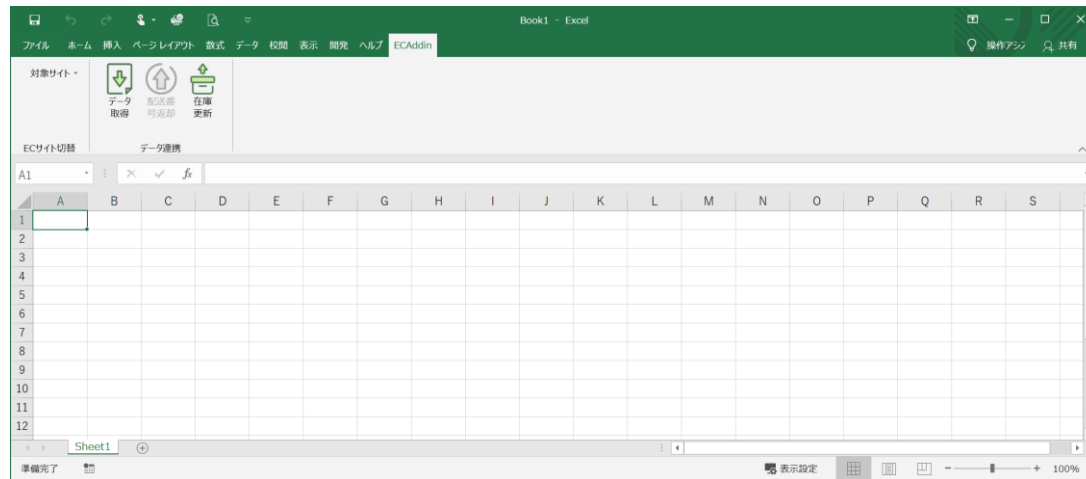 Book1 - Excel
ファイル ホーム 挿入 ページレイアウト 数式 データ 校閲 表示 開発 ヘルプ ECAddin 操作アシ 共有
対象サイト
データ取得
配送番号返却
在庫更新
ECサイト切替 データ連携
A1 fx
A B C D E F G H I J K L M N O P Q R S
1
2
3
4
5
6
7
8
9
10
11
12
Sheet1
準備完了 表示設定 100%